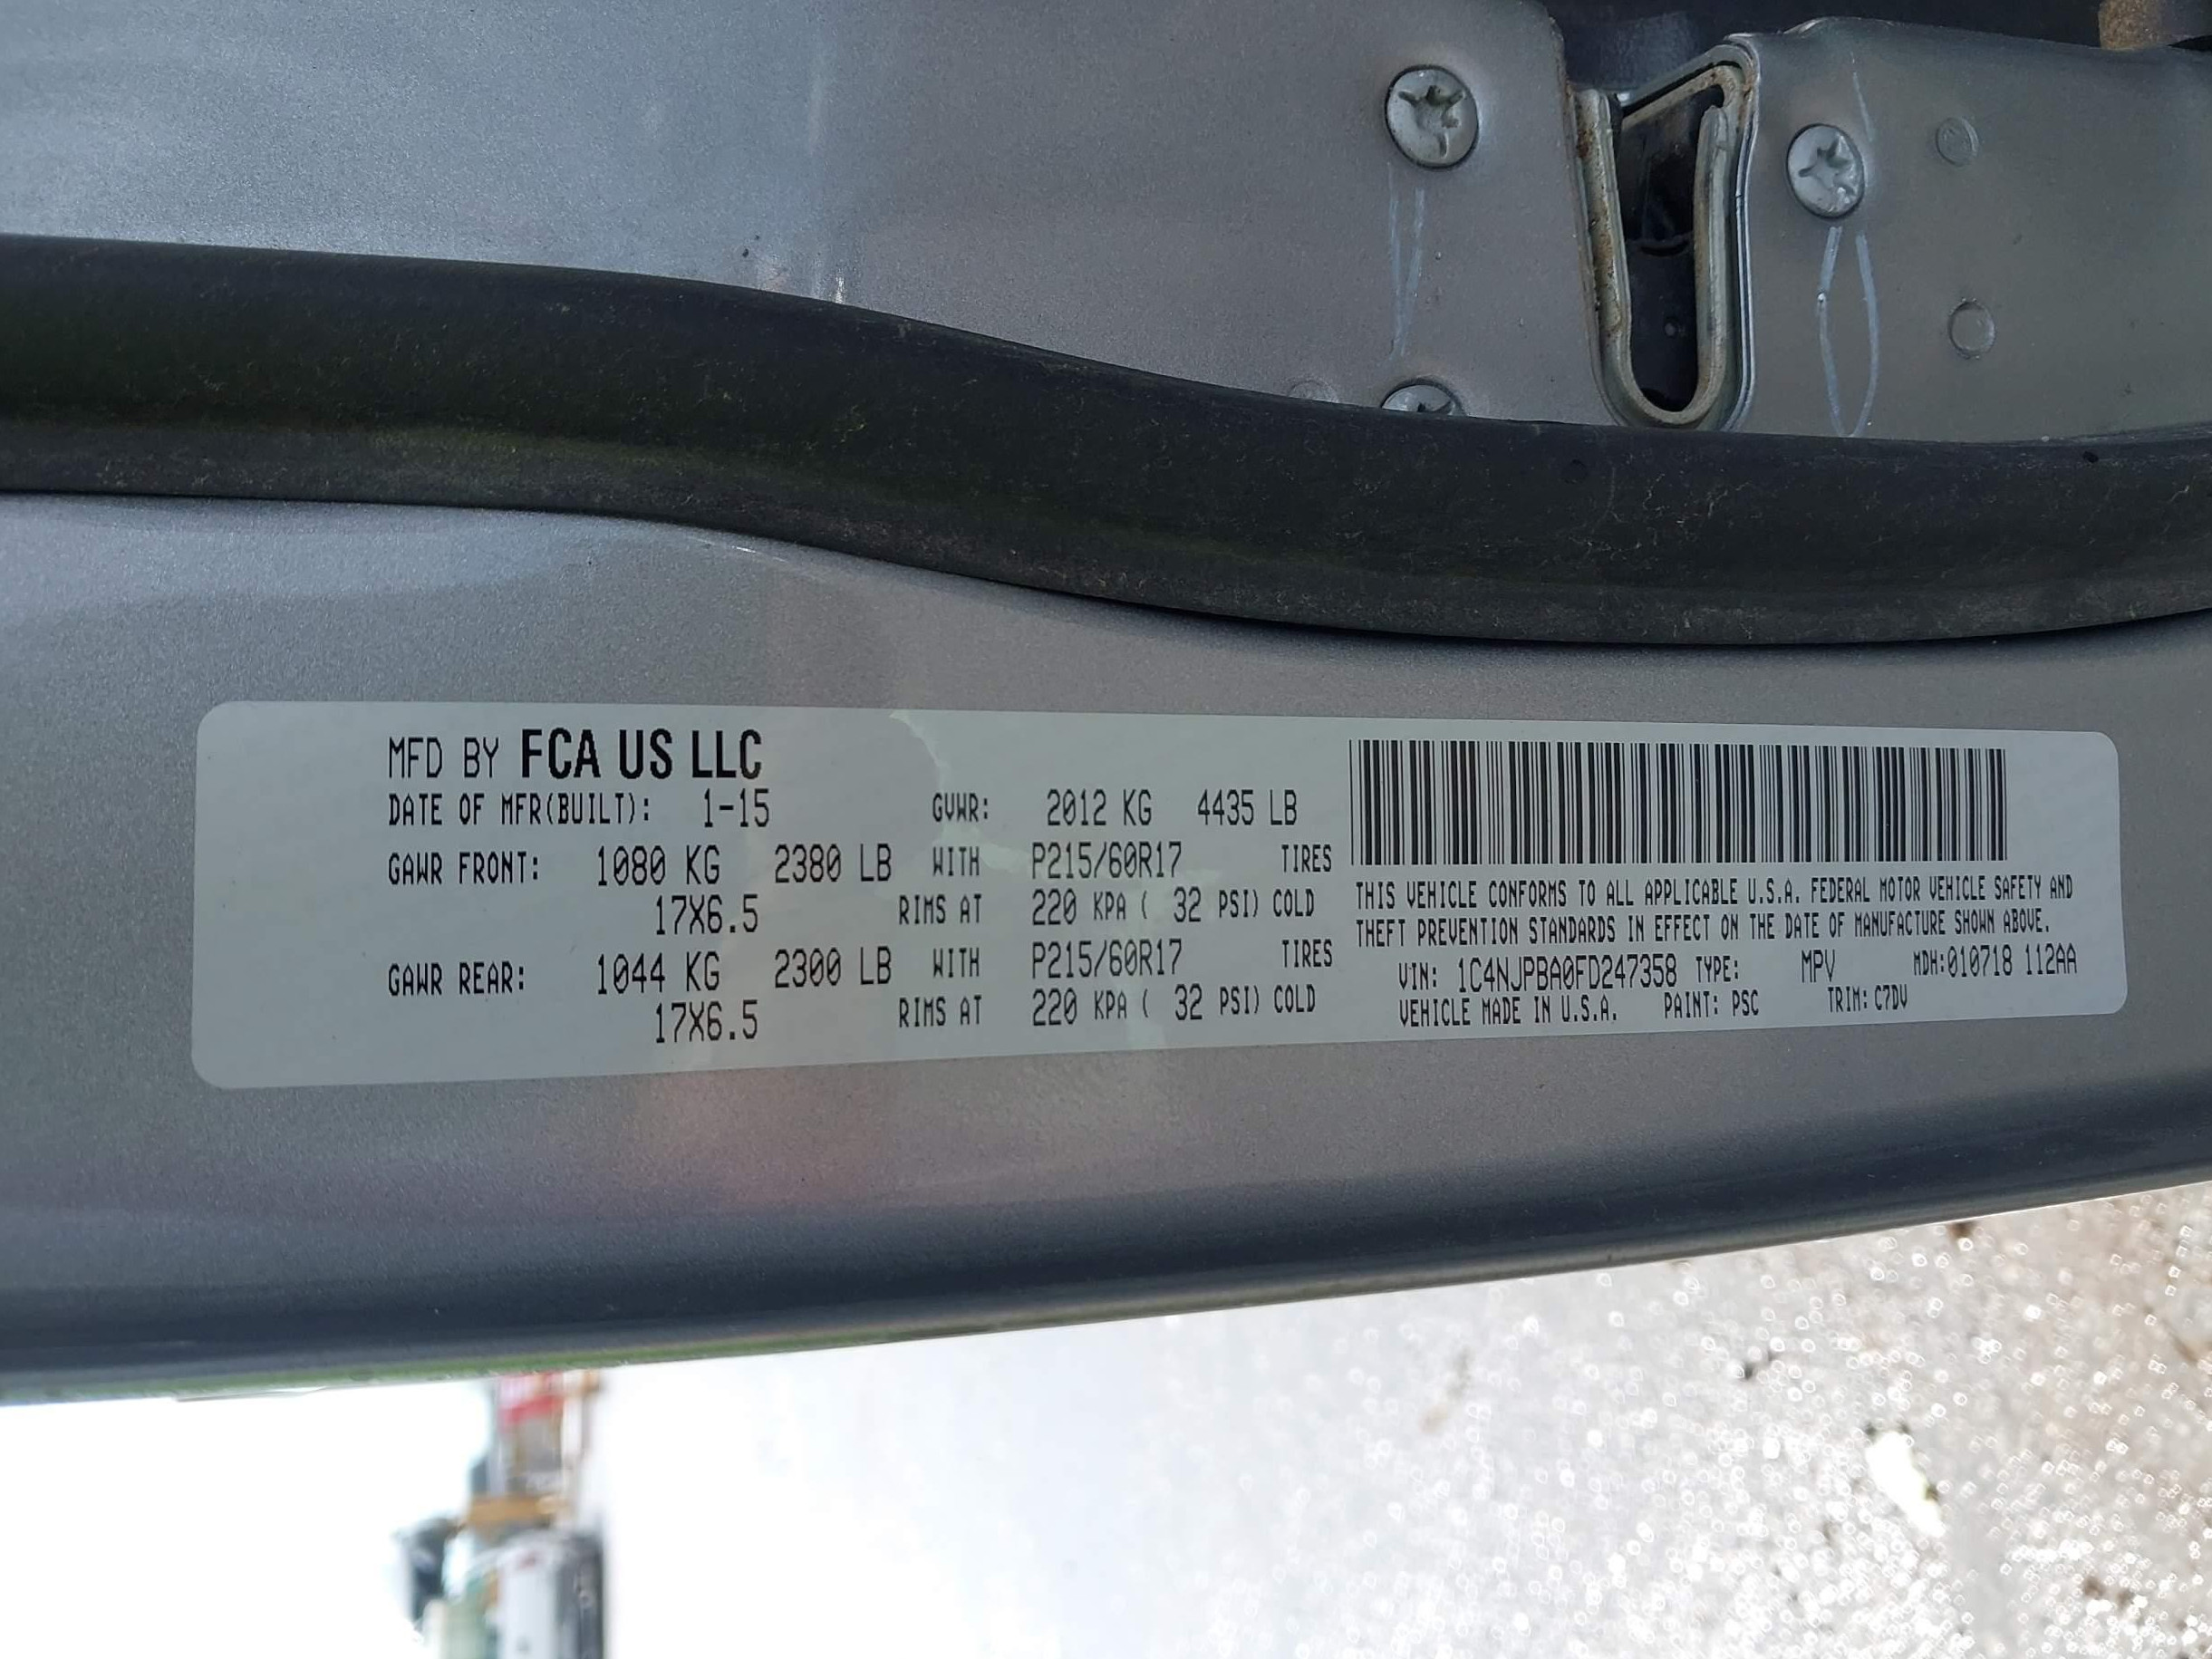 MFD BY FCA US LLC
DATE OF MFR(BUILT): 1-15 GVWR: 2012 KG 4435 LB
GAWR FRONT: 1080 KG 2380 LB WITH P215/60R17 TIRES
17X6.5 RIMS AT 220 KPA ( 32 PSI) COLD
GAWR REAR: 1044 KG 2300 LB WITH P215/60R17 TIRES
17X6.5 RIMS AT 220 KPA ( 32 PSI) COLD
THIS VEHICLE CONFORMS TO ALL APPLICABLE U.S.A. FEDERAL MOTOR VEHICLE SAFETY AND
THEFT PREVENTION STANDARDS IN EFFECT ON THE DATE OF MANUFACTURE SHOWN ABOVE.
VIN: 1C4NJPBA0FD247358 TYPE: MPV MDH:010718 112AA
VEHICLE MADE IN U.S.A. PAINT: PSC TRIM: C7DV